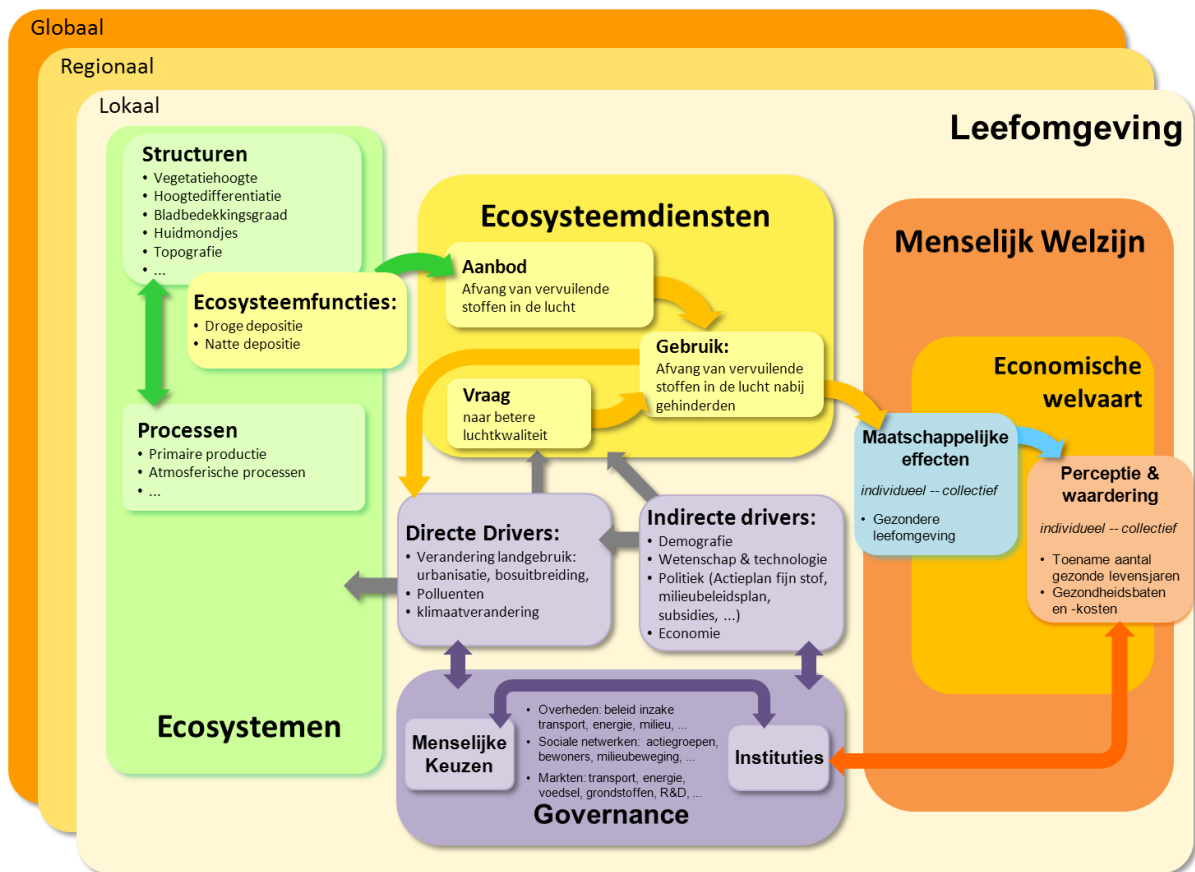 Globaal
Regionaal
Lokaal
Leefomgeving
Structuren
• Vegetatiehoogte
• Hoogtedifferentiatie
• Bladbedekkingsgraad
• Huidmondjes
• Topografie
• ...
Ecosysteemfuncties:
• Droge depositie
• Natte depositie
Processen
• Primaire productie
• Atmosferische processen
• ...
Ecosystemen
Ecosysteemdiensten
Aanbod
Afvang van vervuilende
stoffen in de lucht
Gebruik:
Afvang van vervuilende
stoffen in de lucht nabij
gehinderden
Vraag
naar betere
luchtkwaliteit
Directe Drivers:
• Verandering landgebruik:
urbanisatie, bosuitbreiding,
• Polluenten
• klimaatverandering
Indirecte drivers:
• Demografie
• Wetenschap & technologie
• Politiek (Actieplan fijn stof,
milieubeleidsplan,
subsidies, ...)
• Economie
Menselijke
Keuzen
• Overheden: beleid inzake
transport, energie, milieu, ...
• Sociale netwerken: actiegroepen,
bewoners, milieubeweging, ...
• Markten: transport, energie,
voedsel, grondstoffen, R&D, ...
Instituties
Governance
Menselijk Welzijn
Economische
welvaart
Maatschappelijke
effecten
individueel -- collectief
• Gezondere
leefomgeving
Perceptie &
waardering
individueel -- collectief
• Toename aantal
gezonde levensjaren
• Gezondheidsbaten
en -kosten